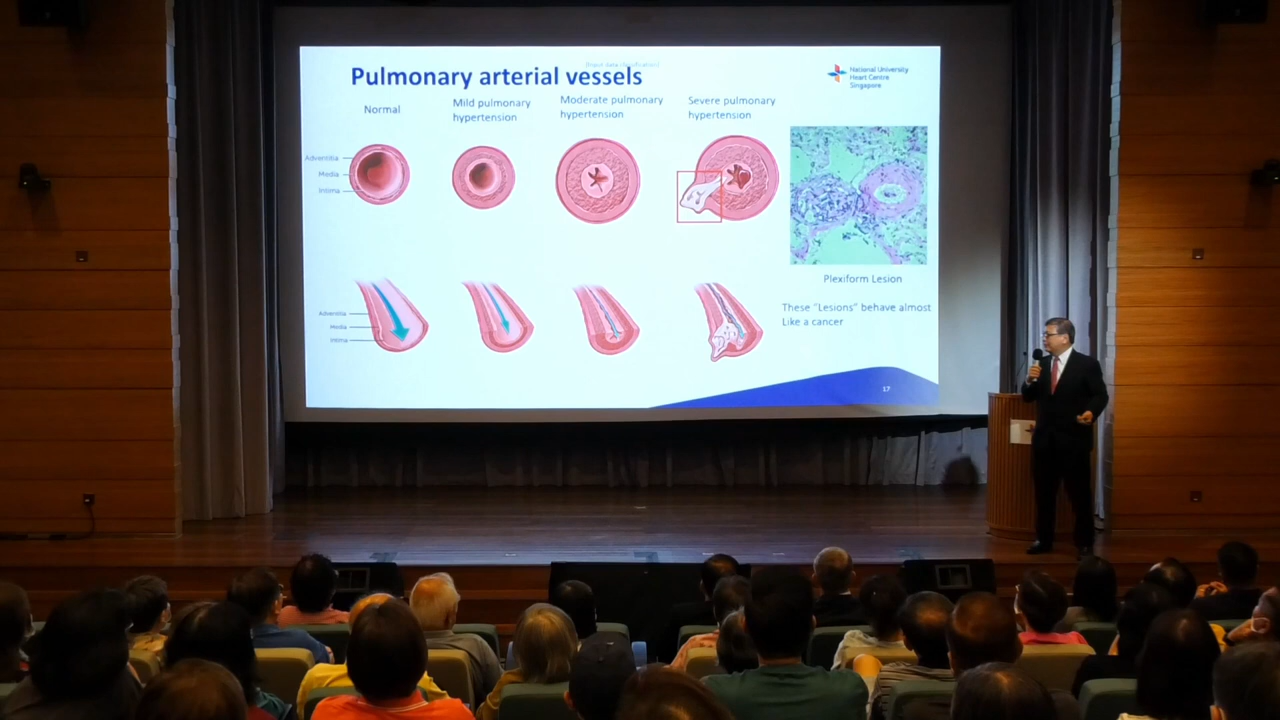 Pulmonary arterial vessels
National University
Heart Centre
Singapore
Normal
Mild pulmonary
hypertension
Moderate pulmonary
hypertension
Severe pulmonary
hypertension
Adventitia
Media
Intima
Plexiform Lesion
These "Lesions" behave almost
Like a cancer
Adventitia
Media
Intima
17